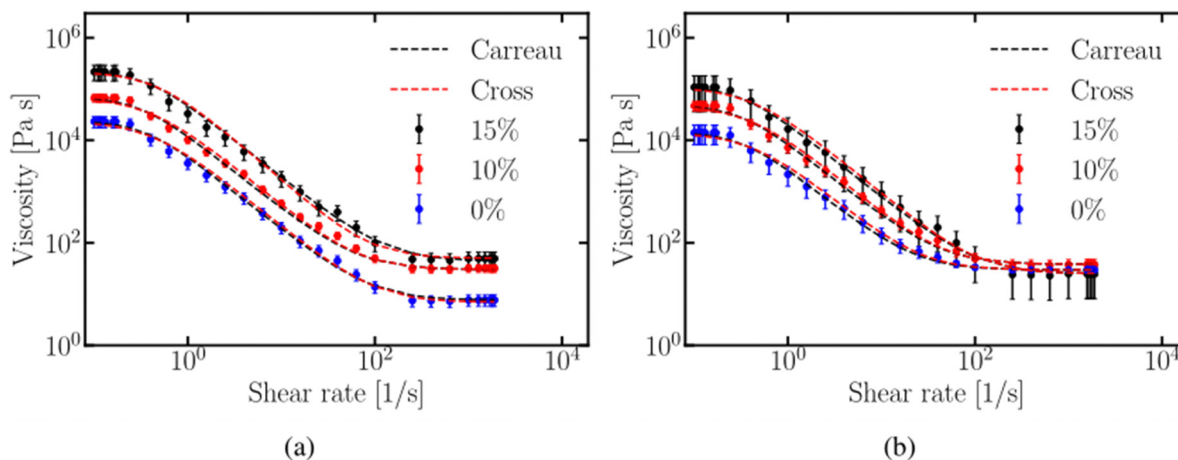 10^6
10^4
10^2
10^0
Viscosity [Pa s]
Carreau
Cross
15%
10%
0%
10^0
10^2
10^4
Shear rate [1/s]
(a)
10^6
10^4
10^2
10^0
Viscosity [Pa s]
Carreau
Cross
15%
10%
0%
10^0
10^2
10^4
Shear rate [1/s]
(b)